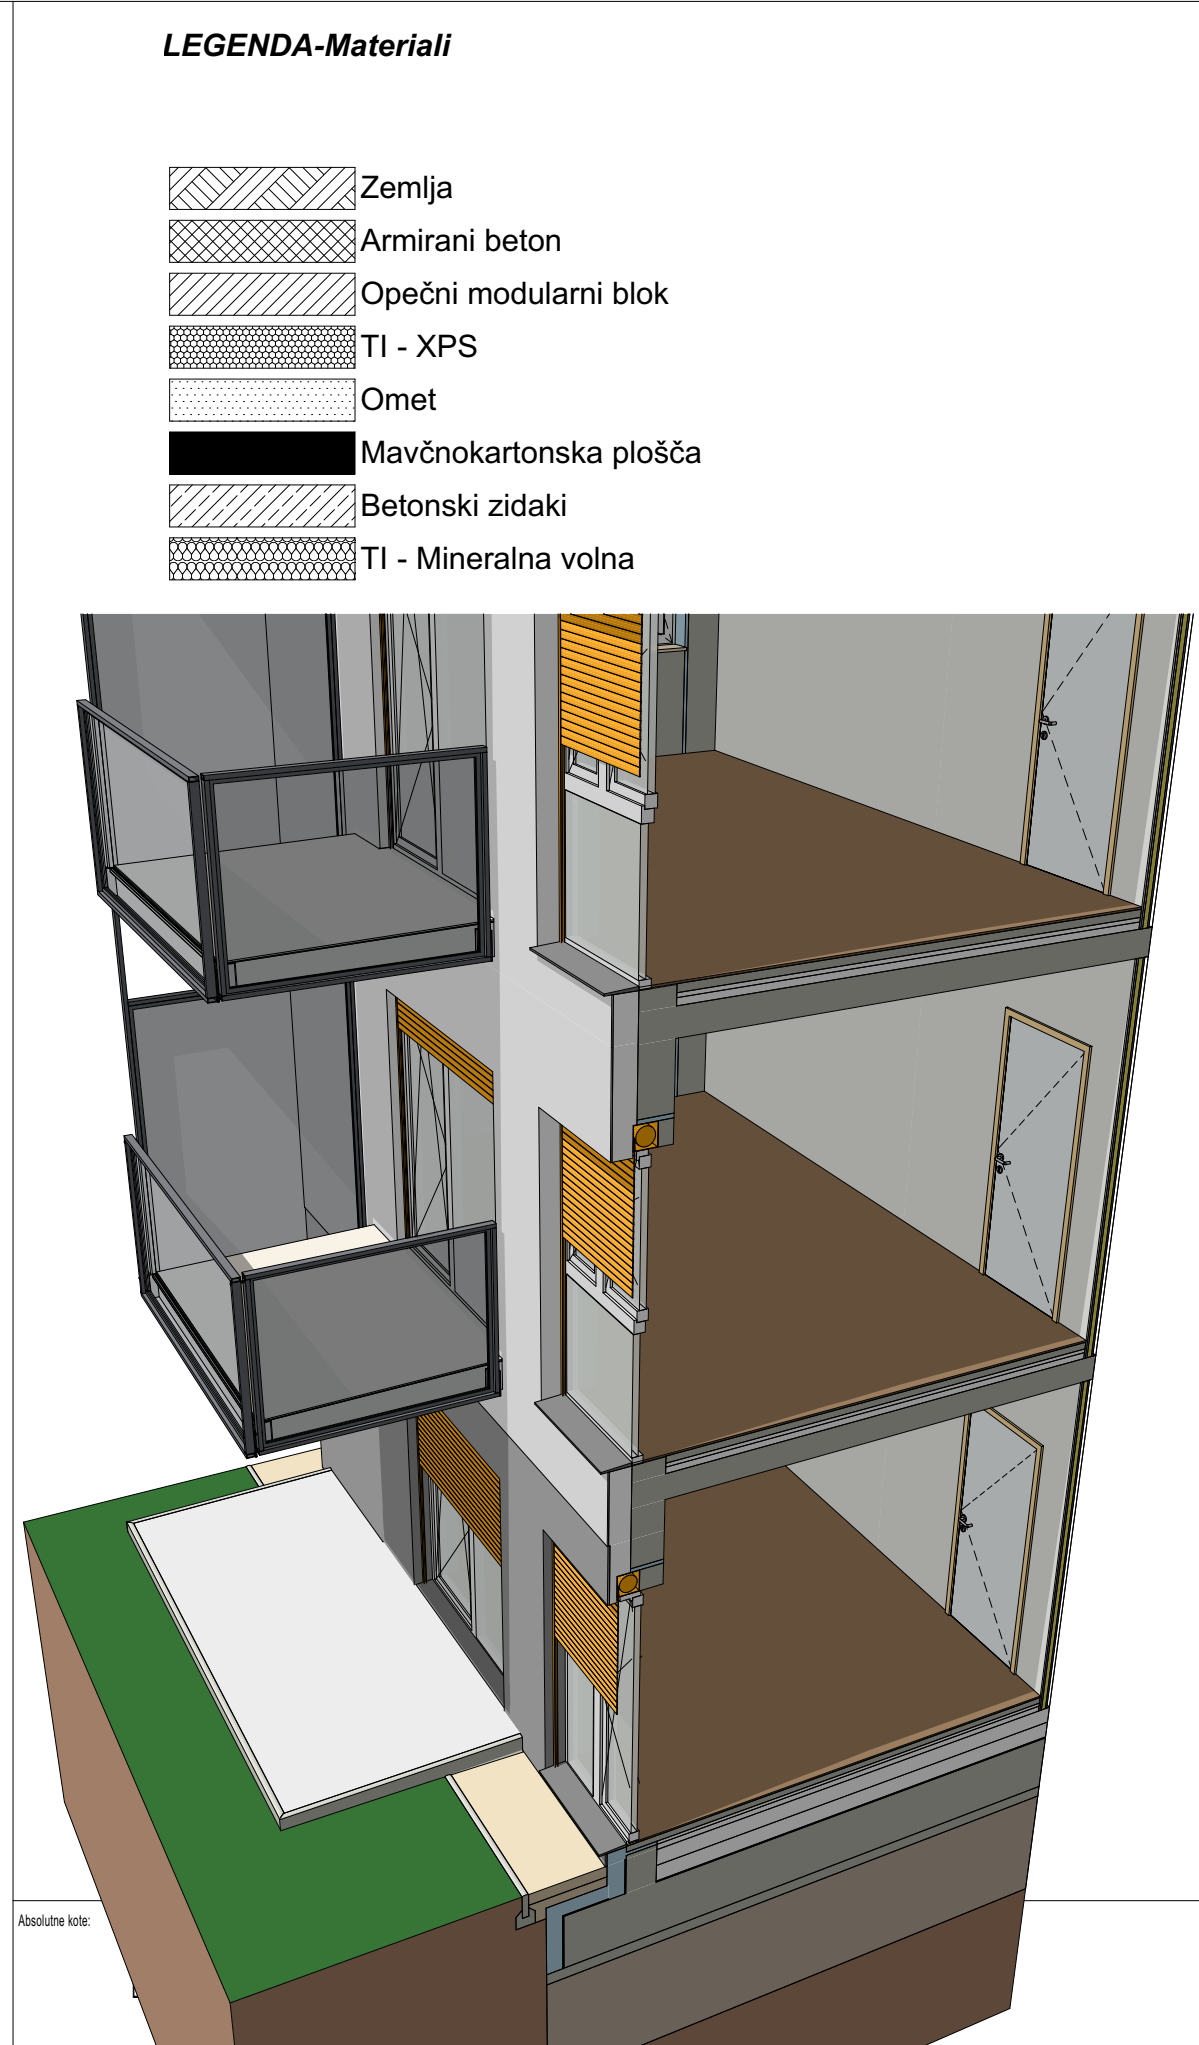 LEGENDA-Materiali
Zemlja
Armirani beton
Opečni modularni blok
TI - XPS
Omet
Mavčnokartonska plošča
Betonski zidaki
TI - Mineralna volna
Absolutne kote: